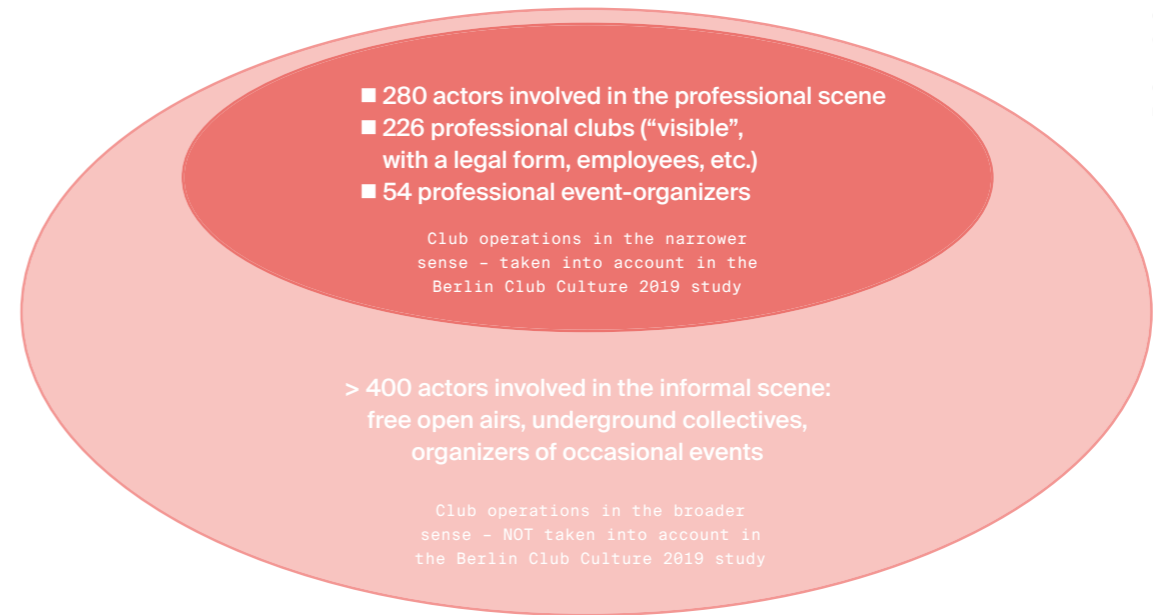 ■ 280 actors involved in the professional scene
■ 226 professional clubs (“visible”,
with a legal form, employees, etc.)
■ 54 professional event-organizers
Club operations in the narrower
sense – taken into account in the
Berlin Club Culture 2019 study
> 400 actors involved in the informal scene:
free open airs, underground collectives,
organizers of occasional events
Club operations in the broader
sense – NOT taken into account in
the Berlin Club Culture 2019 study